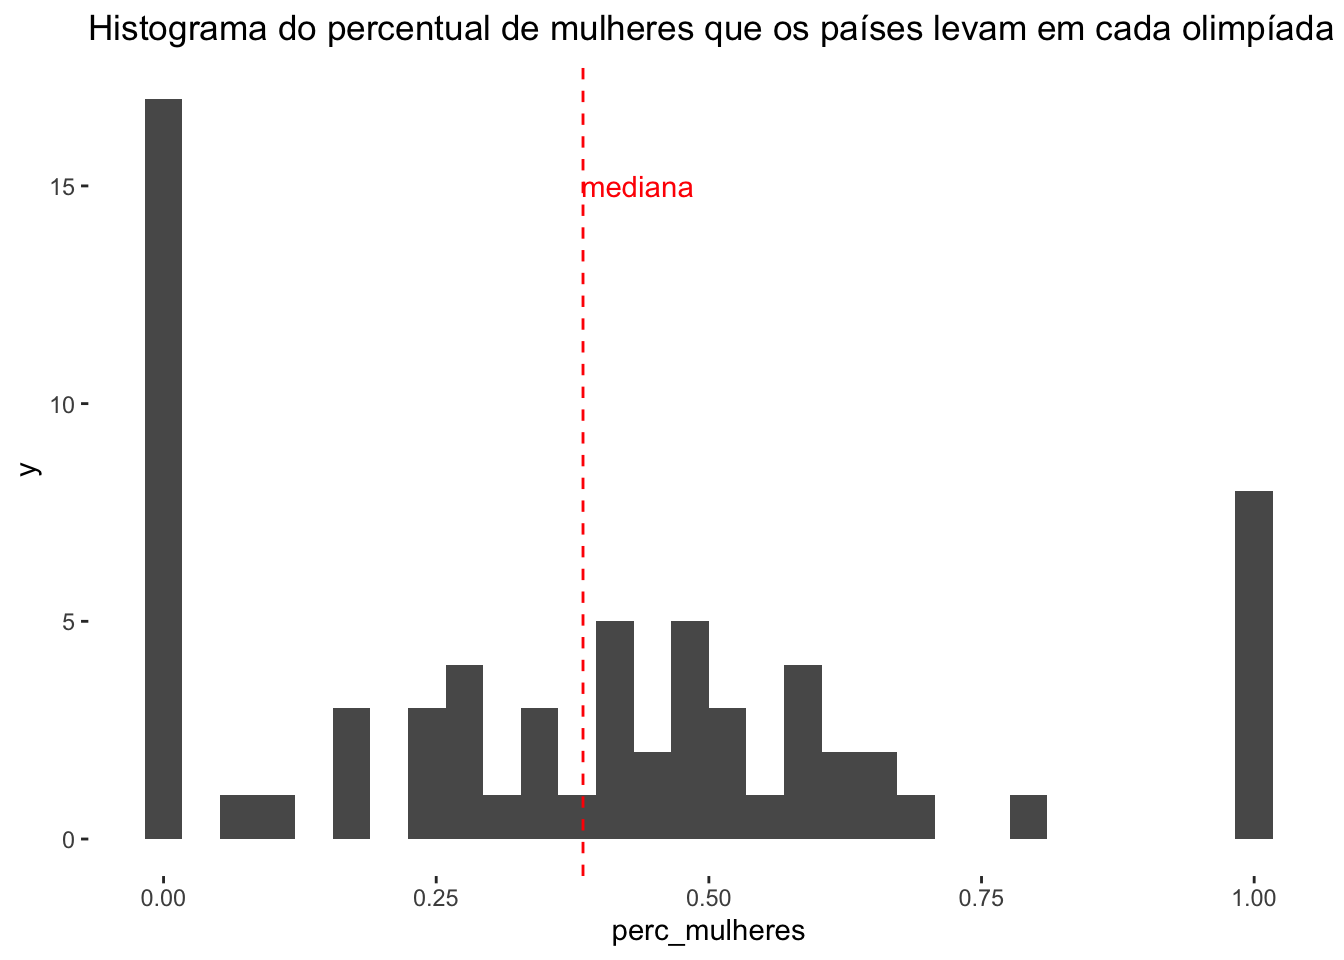 Histograma do percentual de mulheres que os países levam em cada olimpíada
15
mediana
10
y
5
0
0.00 0.25 0.50 0.75 1.00
perc_mulheres